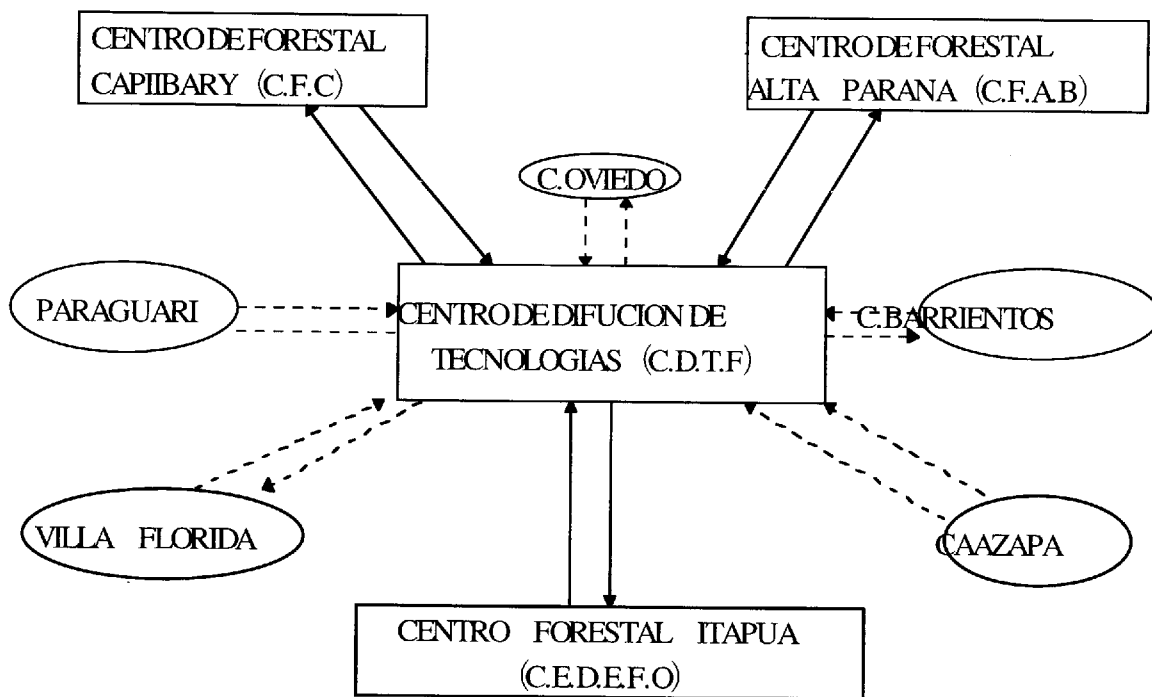 CENTRO DE FORESTAL
CAPIIBARY (C.F.C)
CENTRO DE FORESTAL
ALTA PARANA (C.F.A.B)
C.OVIEDO
PARAGUARI
CENTRO DE DIFUCION DE
TECNOLOGIAS (C.D.T.F)
C.BARRIENTOS
VILLA FLORIDA
CAAZAPA
CENTRO FORESTAL ITAPUA
(C.E.D.E.F.O)